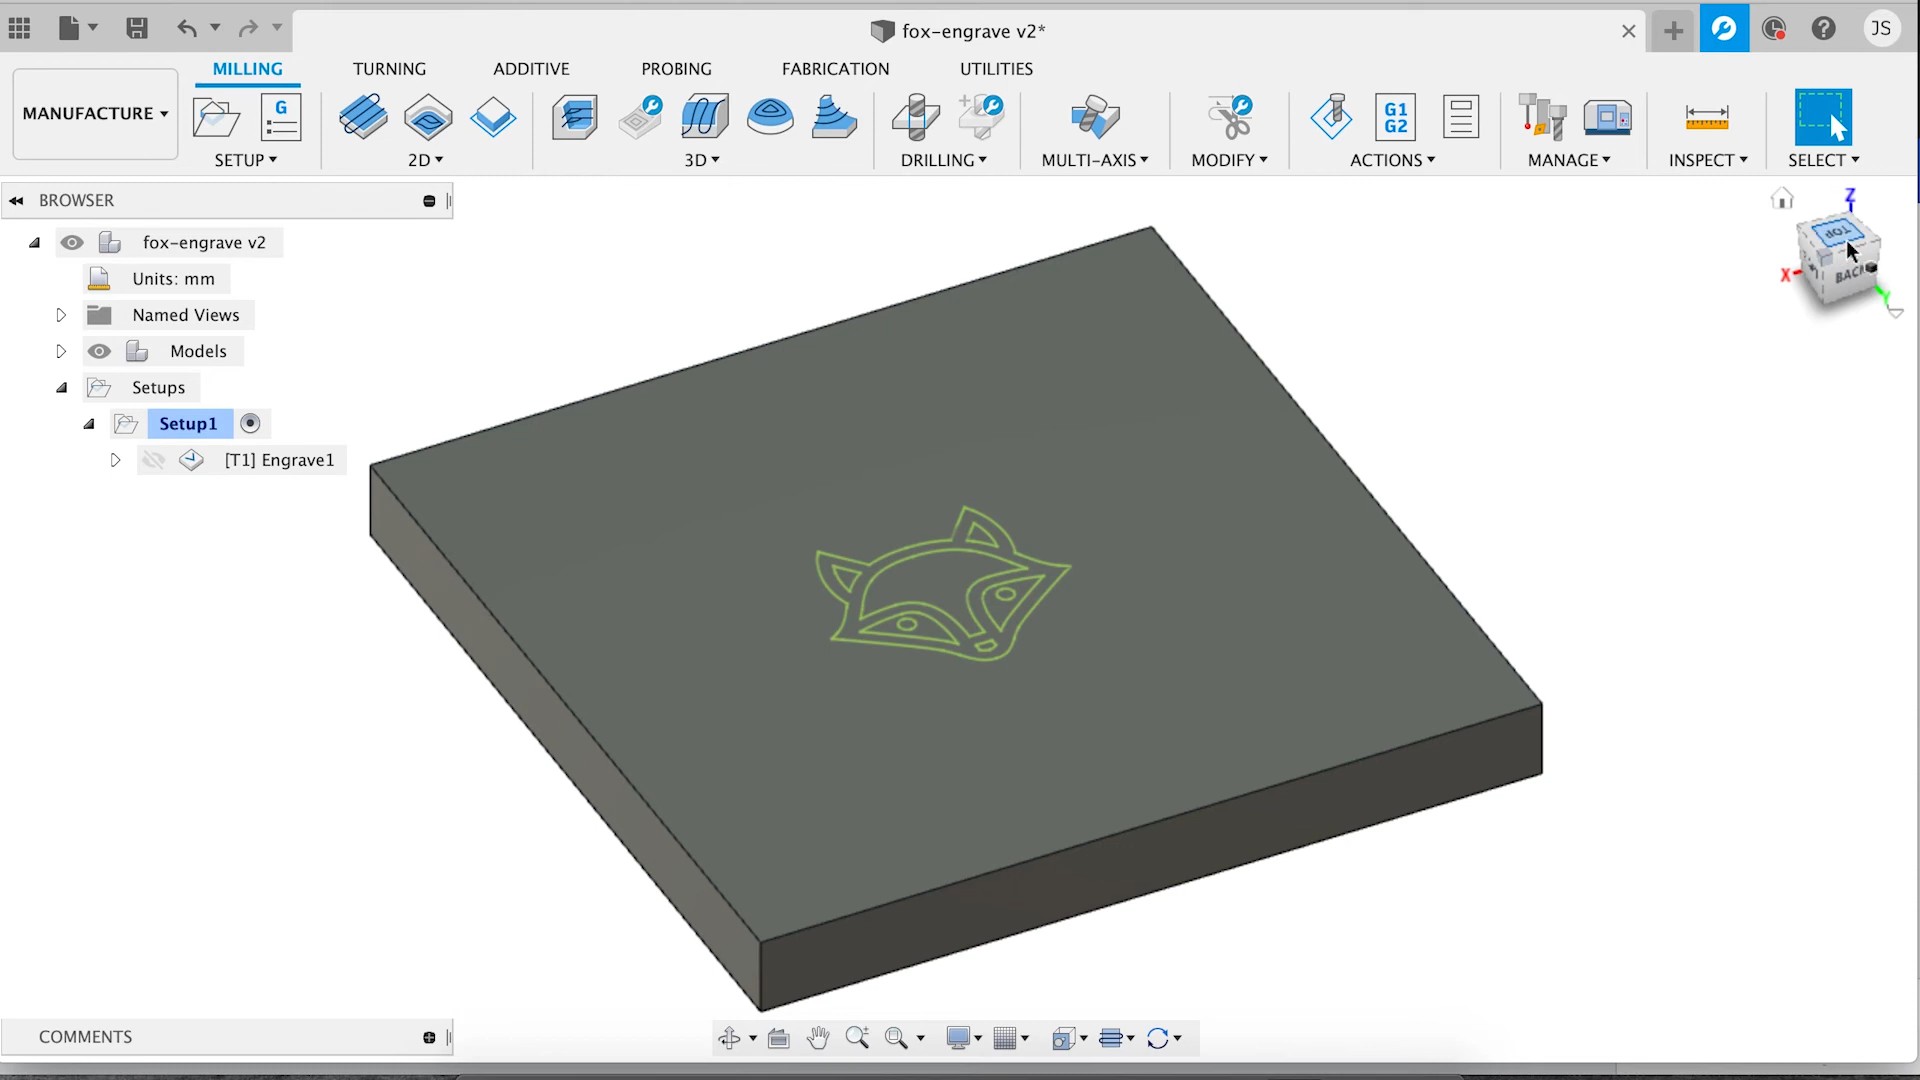 fox-engrave v2*
JS
MANUFACTURE
MILLING TURNING ADDITIVE PROBING FABRICATION UTILITIES
G
G1
G2
SETUP 2D 3D DRILLING MULTI-AXIS MODIFY ACTIONS MANAGE INSPECT SELECT
BROWSER
fox-engrave v2
Units: mm
Named Views
Models
Setups
Setup1
[T1] Engrave1
Z
TOP
X
BACK
Y
COMMENTS